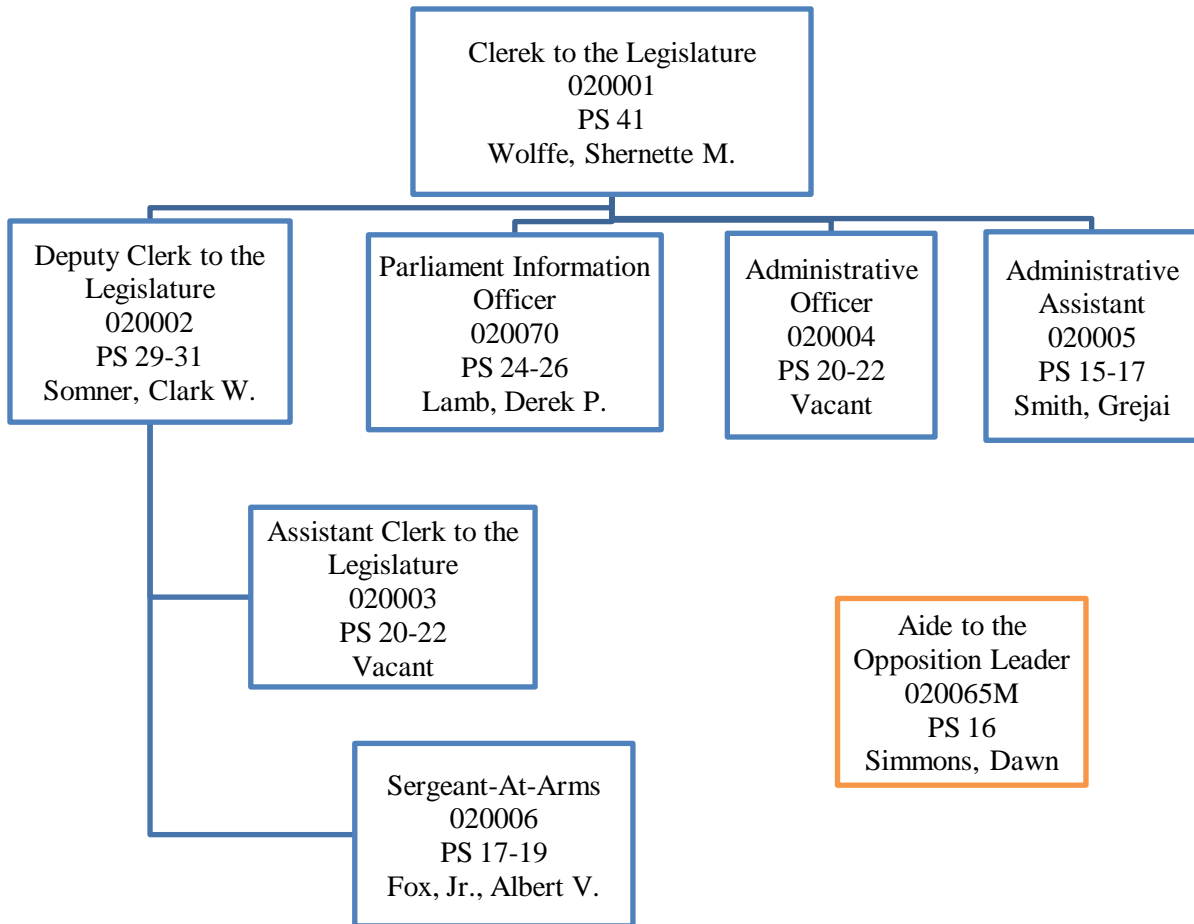 Clerek to the Legislature
020001
PS 41
Wolffe, Shernette M.
Deputy Clerk to the
Legislature
020002
PS 29-31
Somner, Clark W.
Parliament Information
Officer
020070
PS 24-26
Lamb, Derek P.
Administrative
Officer
020004
PS 20-22
Vacant
Administrative
Assistant
020005
PS 15-17
Smith, Grejai
Assistant Clerk to the
Legislature
020003
PS 20-22
Vacant
Aide to the
Opposition Leader
020065M
PS 16
Simmons, Dawn
Sergeant-At-Arms
020006
PS 17-19
Fox, Jr., Albert V.